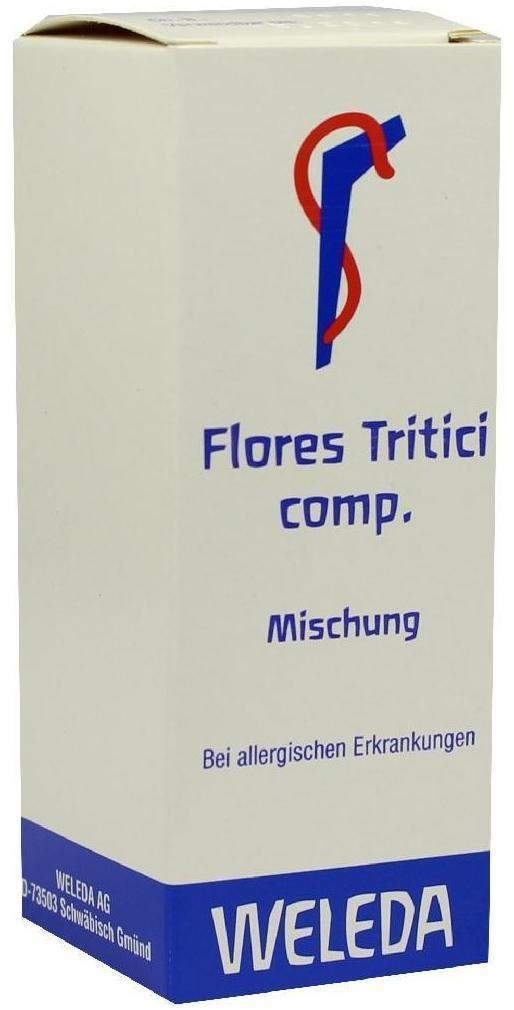 Flores Tritici
comp.
Mischung
Bei allergischen Erkrankungen
WELEDA
WELEDA AG
D-73503 Schwäbisch Gmünd